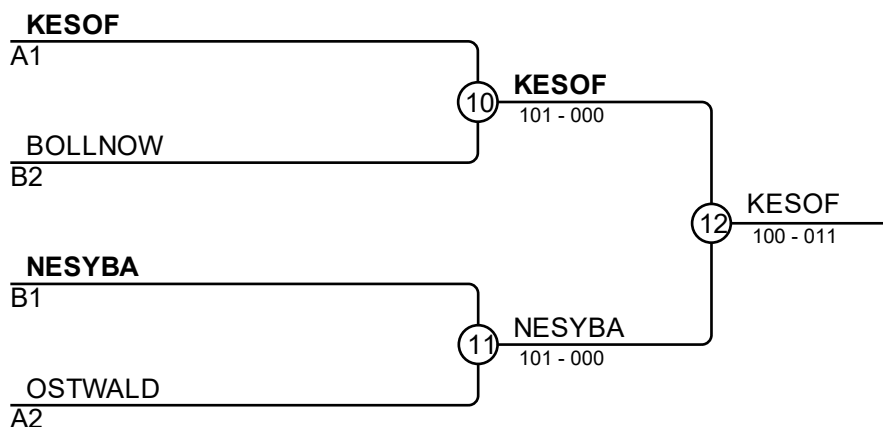 KESOF
A1
10
KESOF
101 - 000
BOLLNOW
B2
12
KESOF
100 - 011
NESYBA
B1
11
NESYBA
101 - 000
OSTWALD
A2